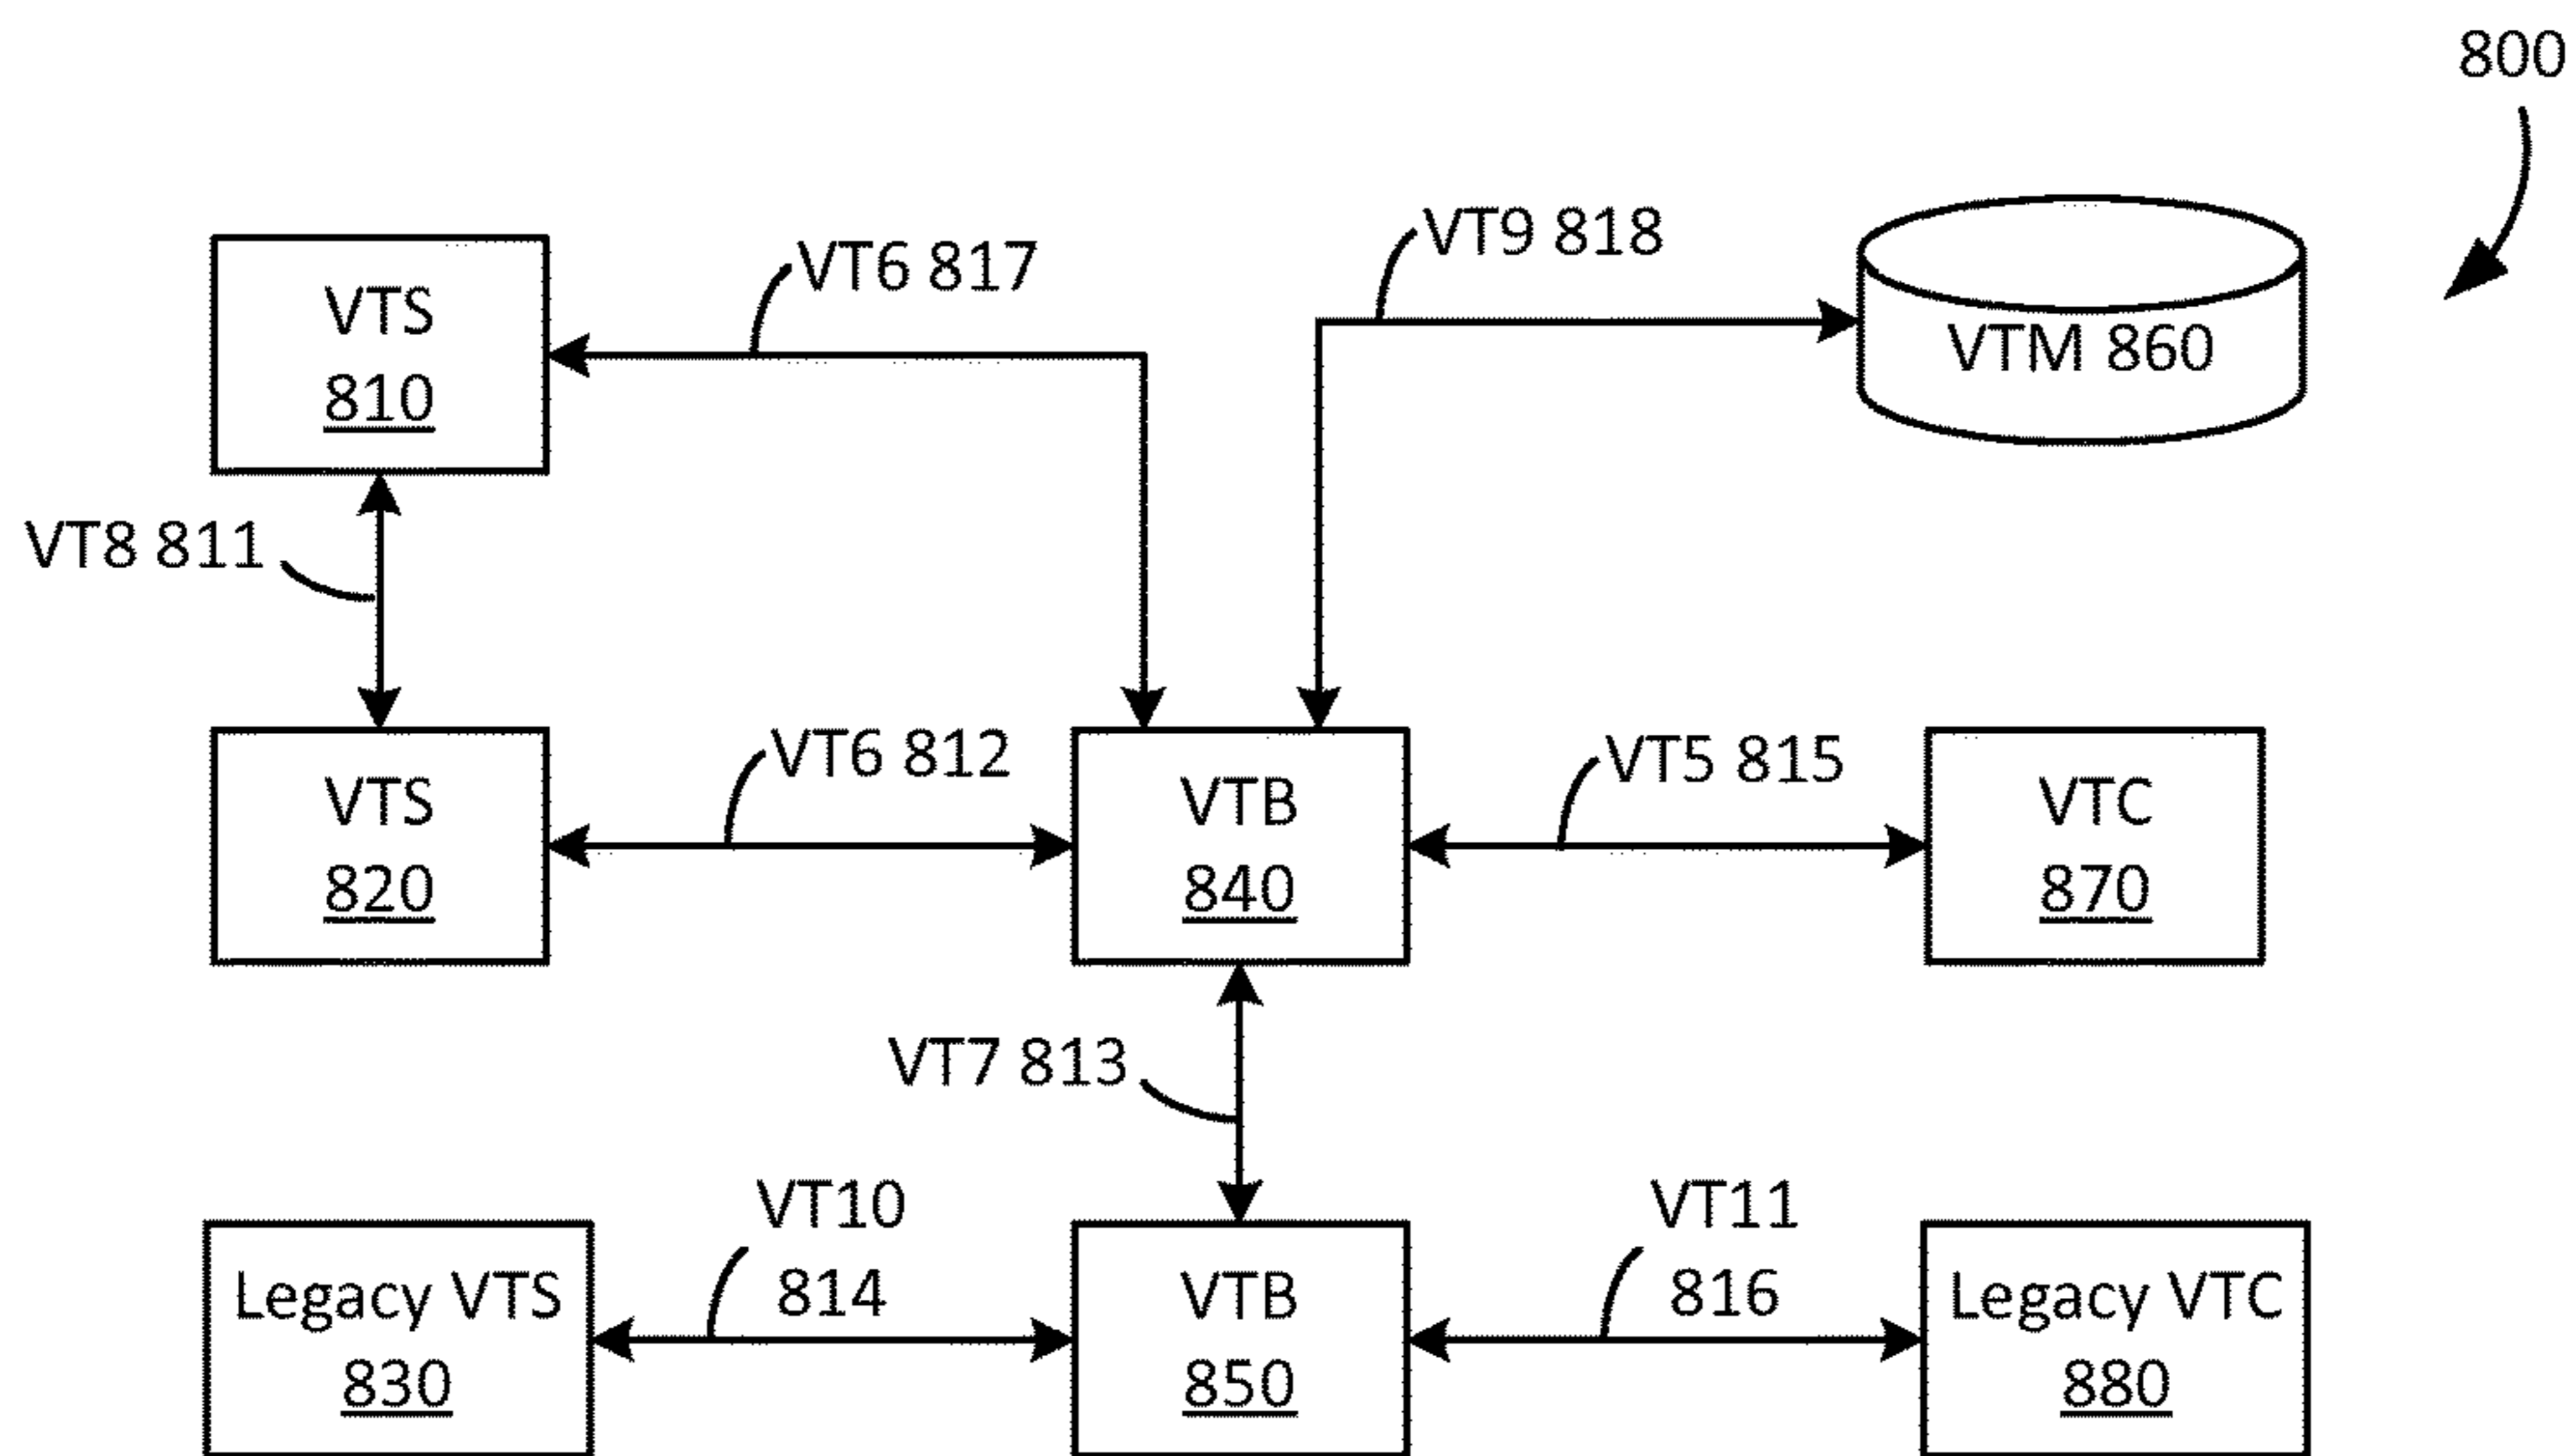 800
VT9 818
VT6 817
VTS
810
VTM 860
VT8 811
VT6 812
VT5 815
VTS
820
VTB
840
VTC
870
VT7 813
VT10
814
VT11
816
Legacy VTS
830
VTB
850
Legacy VTC
880